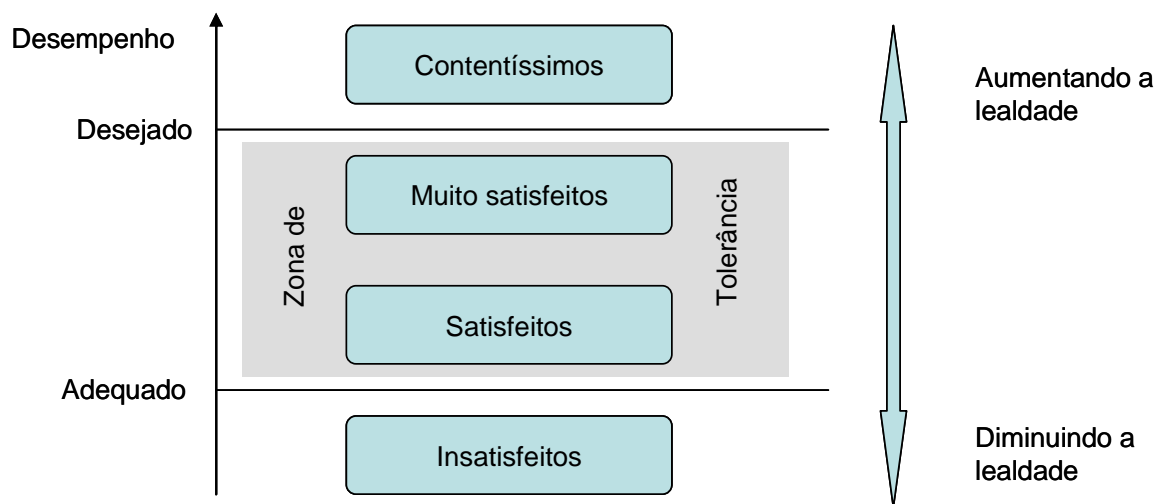 Desempenho
Contentíssimos
Aumentando a
lealdade
Desejado
Muito satisfeitos
Zona de
Tolerância
Satisfeitos
Adequado
Insatisfeitos
Diminuindo a
lealdade